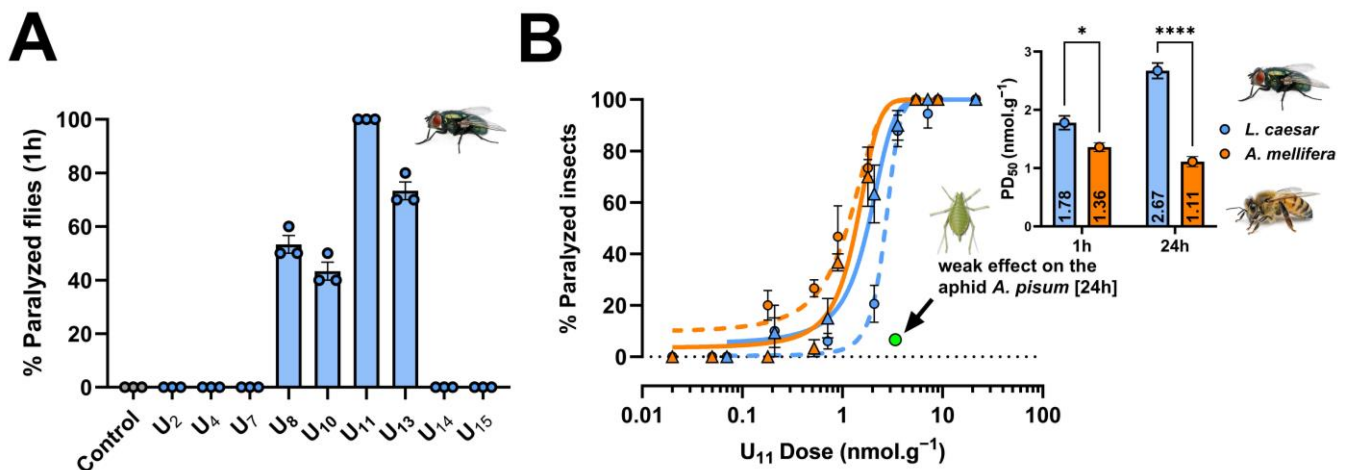 A
% Paralyzed flies (1h)
100
80
60
40
20
0
Control
U₂
U₄
U₇
U₈
U₁₀
U₁₁
U₁₃
U₁₄
U₁₅
B
% Paralyzed insects
100
80
60
40
20
0
0.01
0.1
1
10
100
U₁₁ Dose (nmol.g⁻¹)
weak effect on the
aphid A. pisum [24h]
PD₅₀ (nmol.g⁻¹)
3
2
1
0
*
****
1.78
1.36
2.67
1.11
1h
24h
L. caesar
A. mellifera